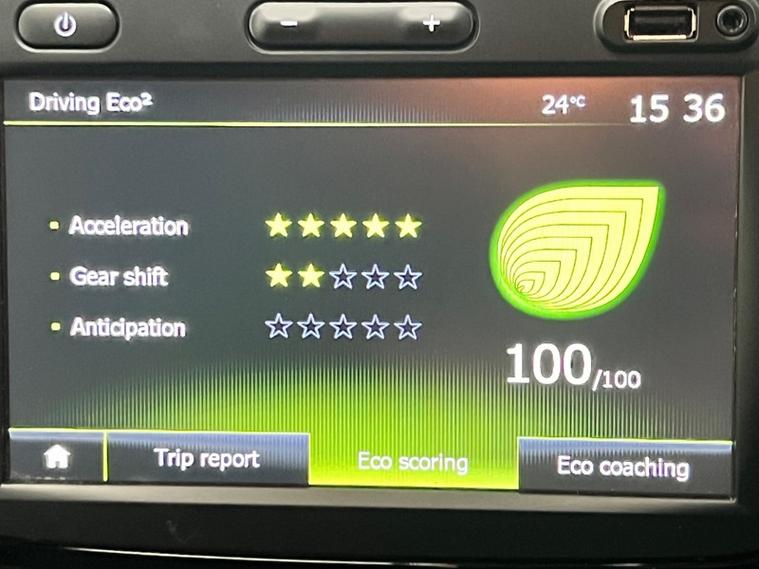 Driving Eco² 24°C 15 36
Acceleration
Gear shift
Anticipation
100/100
Trip report Eco scoring Eco coaching